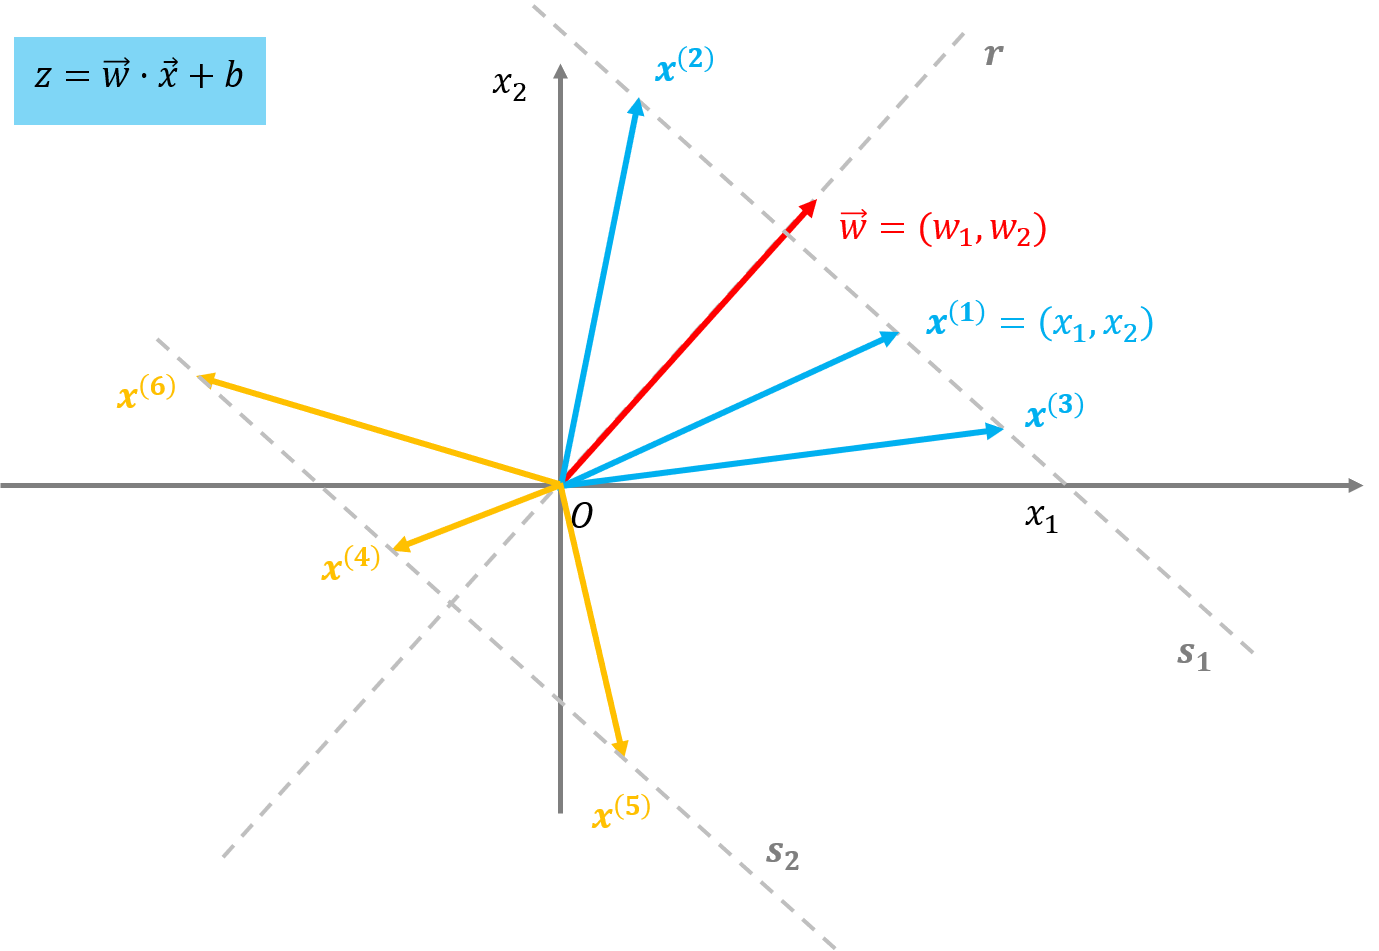 z = w⃗ · x⃗ + b
x₂
x⁽²⁾
r
w⃗ = (w₁, w₂)
x⁽¹⁾ = (x₁, x₂)
x⁽⁶⁾
x⁽³⁾
O
x₁
x⁽⁴⁾
s₁
x⁽⁵⁾
s₂